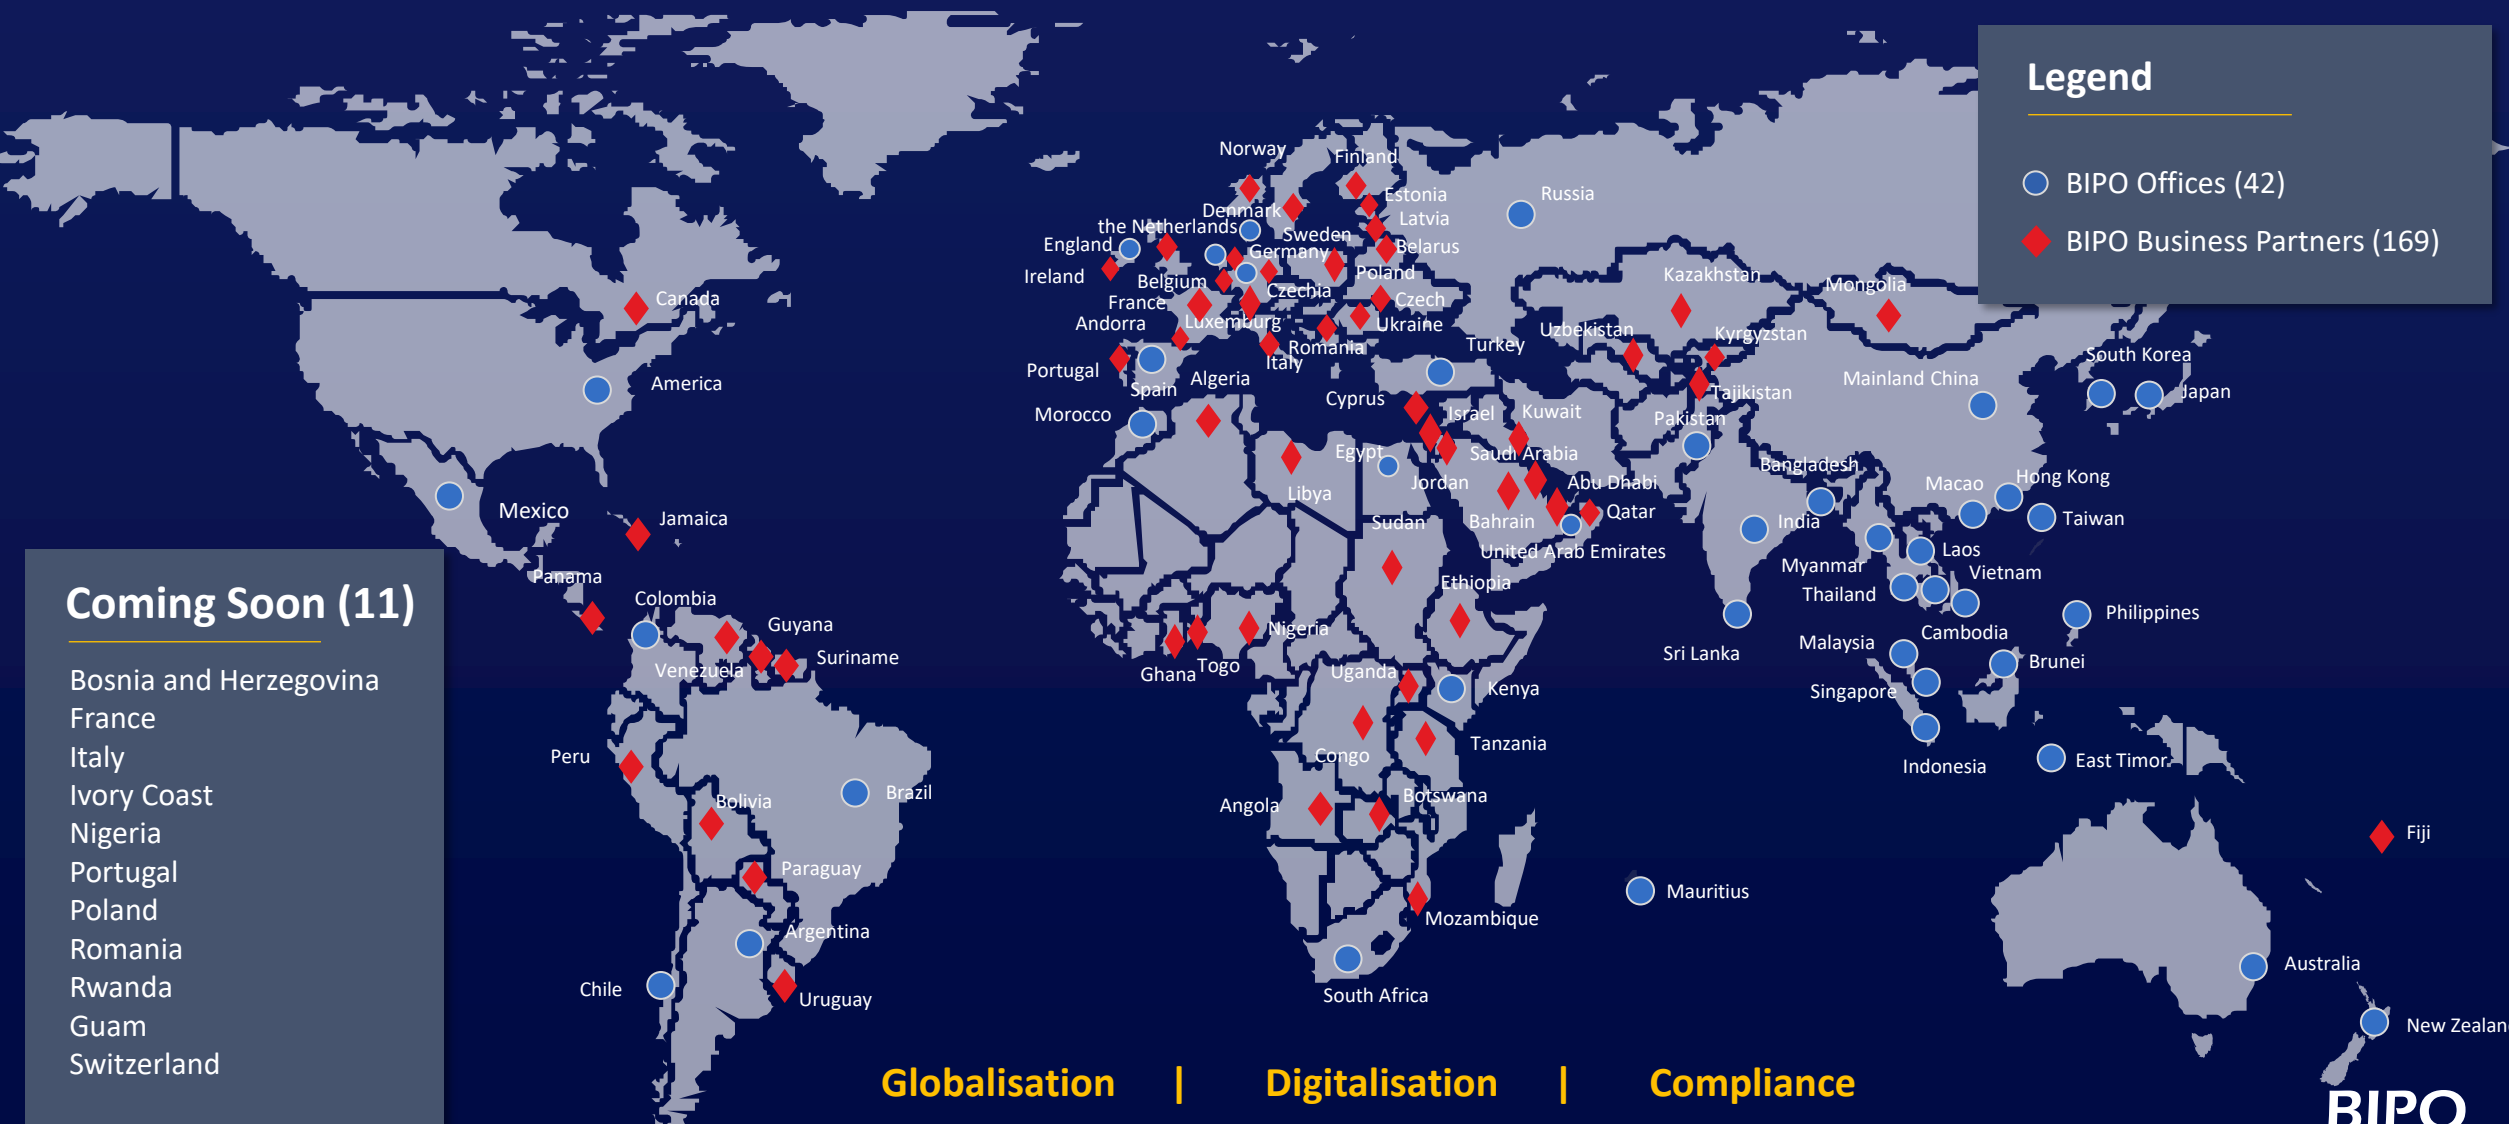 Legend
BIPO Offices (42)
BIPO Business Partners (169)
Norway
Finland
Estonia
Russia
Denmark
Latvia
the Netherlands
Sweden
England
Germany
Belarus
Ireland
Belgium
Poland
Kazakhstan
Mongolia
Canada
France
Czechia
Czech
Andorra
Luxemburg
Ukraine
Uzbekistan
Kyrgyzstan
Portugal
Italy
Romania
Turkey
South Korea
America
Spain
Algeria
Mainland China
Japan
Morocco
Cyprus
Israel
Kuwait
Tajikistan
Pakistan
Egypt
Saudi Arabia
Bangladesh
Hong Kong
Mexico
Libya
Jordan
Abu Dhabi
Macao
Jamaica
Sudan
Bahrain
Qatar
India
Taiwan
United Arab Emirates
Laos
Panama
Ethiopia
Myanmar
Vietnam
Colombia
Thailand
Guyana
Nigeria
Philippines
Venezuela
Suriname
Ghana
Togo
Uganda
Sri Lanka
Malaysia
Cambodia
Brunei
Kenya
Singapore
Peru
Congo
Tanzania
Indonesia
East Timor
Bolivia
Brazil
Angola
Botswana
Fiji
Paraguay
Mauritius
Argentina
Mozambique
Chile
Uruguay
South Africa
Australia
New Zealan
Coming Soon (11)
Bosnia and Herzegovina
France
Italy
Ivory Coast
Nigeria
Portugal
Poland
Romania
Rwanda
Guam
Switzerland
Globalisation | Digitalisation | Compliance
BIPO